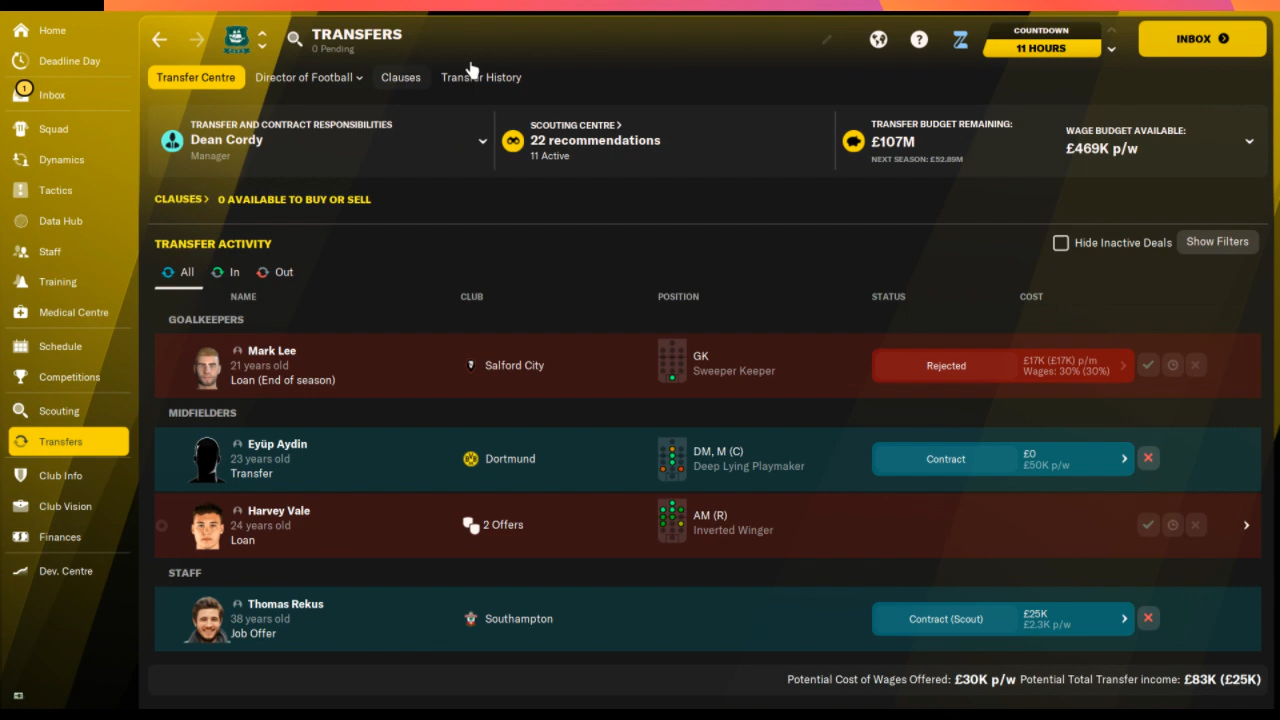 Home
Deadline Day
1
Inbox
Squad
Dynamics
Tactics
Data Hub
Staff
Training
Medical Centre
Schedule
Competitions
Scouting
Transfers
Club Info
Club Vision
Finances
Dev. Centre
TRANSFERS
0 Pending
?
COUNTDOWN
11 HOURS
INBOX
Transfer Centre Director of Football Clauses Transfer History
TRANSFER AND CONTRACT RESPONSIBILITIES
Dean Cordy
Manager
SCOUTING CENTRE >
22 recommendations
11 Active
TRANSFER BUDGET REMAINING:
£107M
NEXT SEASON: £52.89M
WAGE BUDGET AVAILABLE:
£469K p/w
CLAUSES > 0 AVAILABLE TO BUY OR SELL
TRANSFER ACTIVITY
Hide Inactive Deals Show Filters
All In Out
NAME CLUB POSITION STATUS COST
GOALKEEPERS
Mark Lee
21 years old
Loan (End of season)
Salford City
GK
Sweeper Keeper
Rejected
£17K (£17K) p/m
Wages: 30% (30%)
MIDFIELDERS
Eyüp Aydin
23 years old
Transfer
Dortmund
DM, M (C)
Deep Lying Playmaker
Contract
£0
£50K p/w
Harvey Vale
24 years old
Loan
2 Offers
AM (R)
Inverted Winger
STAFF
Thomas Rekus
38 years old
Job Offer
Southampton
Contract (Scout)
£25K
£2.3K p/w
Potential Cost of Wages Offered: £30K p/w Potential Total Transfer income: £83K (£25K)